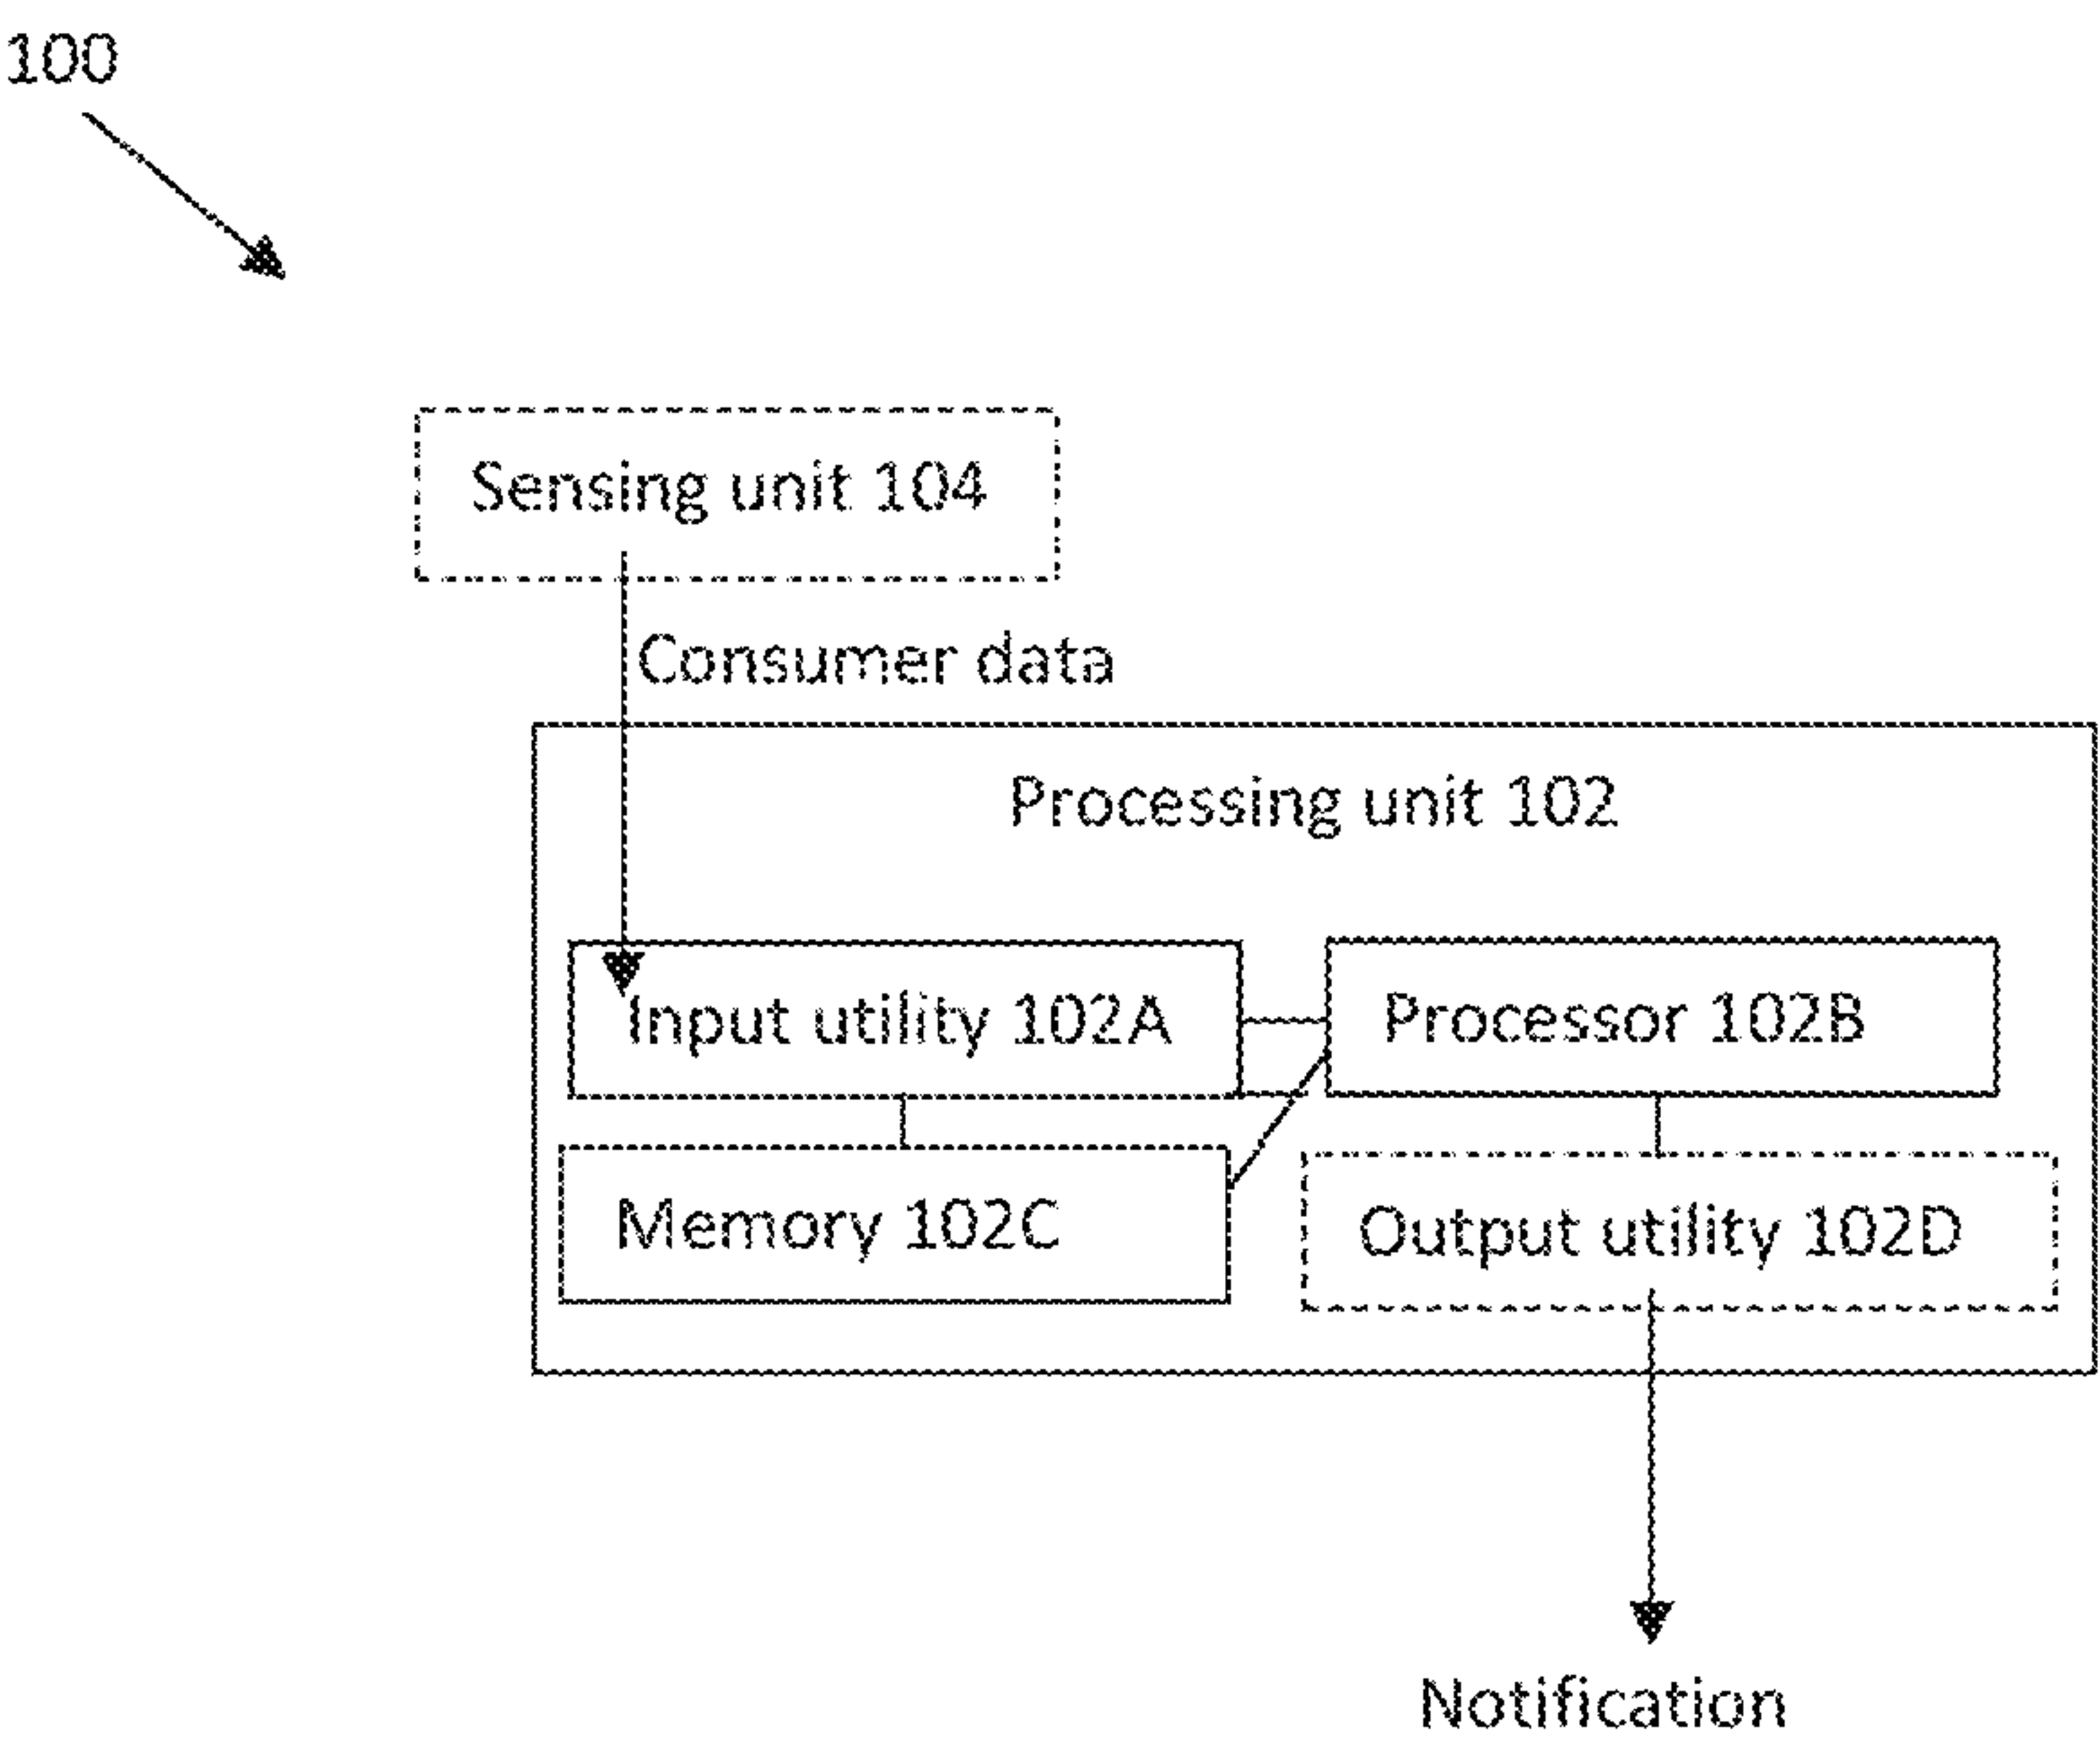 100
Sensing unit 104
Consumer data
Processing unit 102
Input utility 102A
Processor 102B
Memory 102C
Output utility 102D
Notification